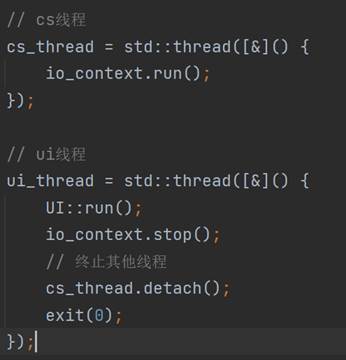 // cs线程
cs_thread = std::thread([&]() {
    io_context.run();
});

// ui线程
ui_thread = std::thread([&]() {
    UI::run();
    io_context.stop();
    // 终止其他线程
    cs_thread.detach();
    exit(0);
});